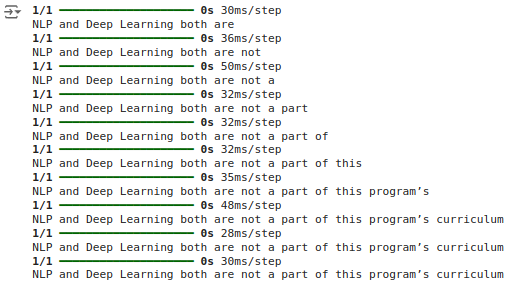 1/1 ━━━━━━━━━━━━━━━━━━━━ 0s 30ms/step
NLP and Deep Learning both are
1/1 ━━━━━━━━━━━━━━━━━━━━ 0s 36ms/step
NLP and Deep Learning both are not
1/1 ━━━━━━━━━━━━━━━━━━━━ 0s 50ms/step
NLP and Deep Learning both are not a
1/1 ━━━━━━━━━━━━━━━━━━━━ 0s 32ms/step
NLP and Deep Learning both are not a part
1/1 ━━━━━━━━━━━━━━━━━━━━ 0s 32ms/step
NLP and Deep Learning both are not a part of
1/1 ━━━━━━━━━━━━━━━━━━━━ 0s 32ms/step
NLP and Deep Learning both are not a part of this
1/1 ━━━━━━━━━━━━━━━━━━━━ 0s 35ms/step
NLP and Deep Learning both are not a part of this program’s
1/1 ━━━━━━━━━━━━━━━━━━━━ 0s 48ms/step
NLP and Deep Learning both are not a part of this program’s curriculum
1/1 ━━━━━━━━━━━━━━━━━━━━ 0s 28ms/step
NLP and Deep Learning both are not a part of this program’s curriculum
1/1 ━━━━━━━━━━━━━━━━━━━━ 0s 30ms/step
NLP and Deep Learning both are not a part of this program’s curriculum